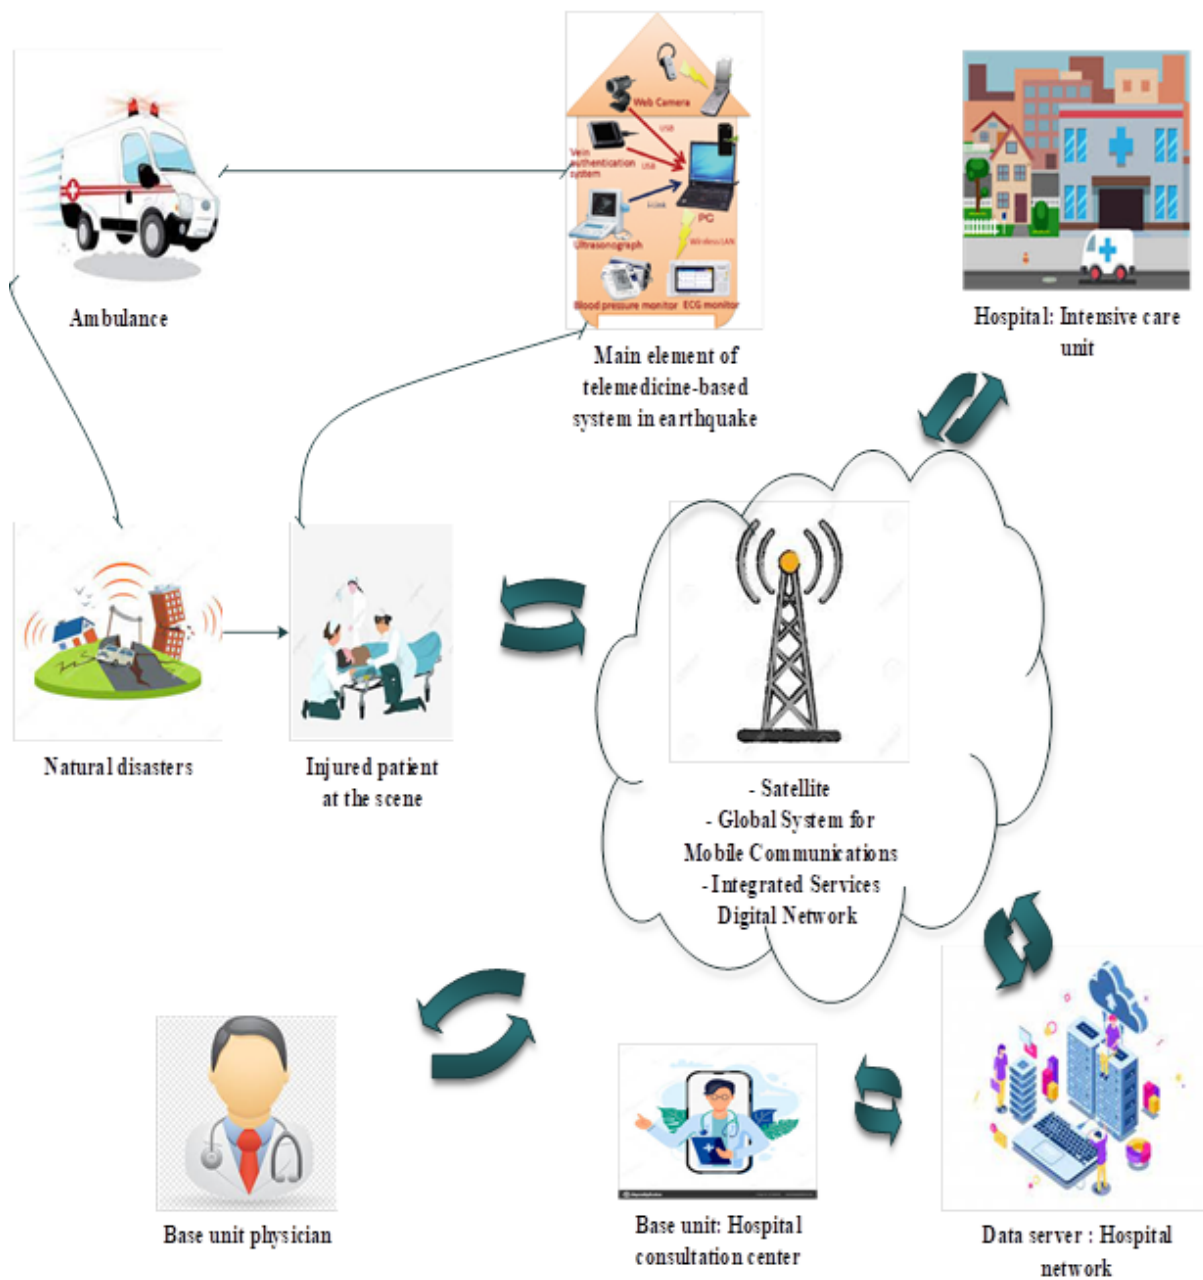 Web Camera
USB
Vein
authentication
system
USB
i-Link
PC
Ultrasonograph
Wireless LAN
Blood pressure monitor
ECG monitor
Ambulance
Main element of
telemedicine-based
system in earthquake
Hospital: Intensive care
unit
Natural disasters
Injured patient
at the scene
- Satellite
- Global System for
Mobile Communications
- Integrated Services
Digital Network
Base unit physician
Base unit: Hospital
consultation center
Data server : Hospital
network